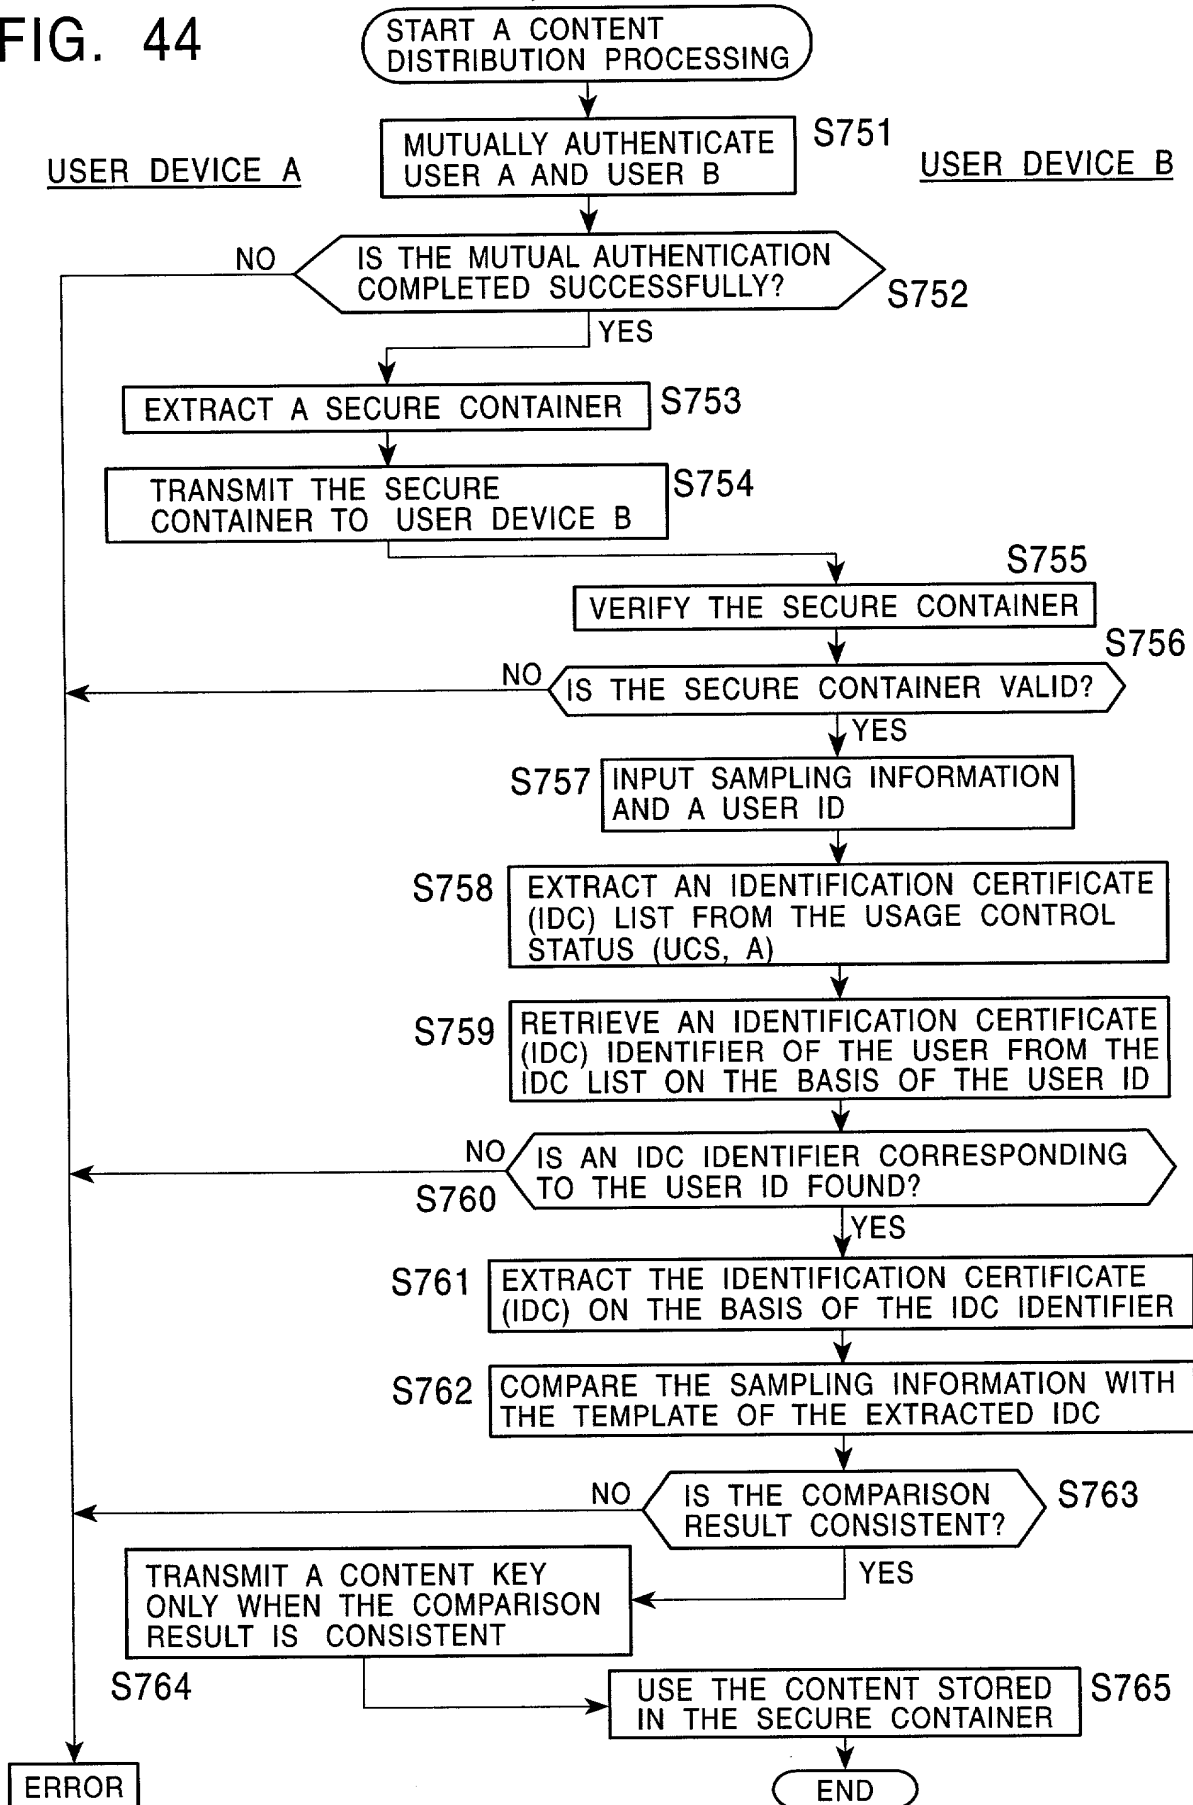 FIG. 44
START A CONTENT
DISTRIBUTION PROCESSING
MUTUALLY AUTHENTICATE
USER A AND USER B
S751
USER DEVICE A
USER DEVICE B
NO
IS THE MUTUAL AUTHENTICATION
COMPLETED SUCCESSFULLY?
S752
YES
EXTRACT A SECURE CONTAINER
S753
TRANSMIT THE SECURE
CONTAINER TO USER DEVICE B
S754
S755
VERIFY THE SECURE CONTAINER
S756
NO
IS THE SECURE CONTAINER VALID?
YES
S757
INPUT SAMPLING INFORMATION
AND A USER ID
S758
EXTRACT AN IDENTIFICATION CERTIFICATE
(IDC) LIST FROM THE USAGE CONTROL
STATUS (UCS, A)
S759
RETRIEVE AN IDENTIFICATION CERTIFICATE
(IDC) IDENTIFIER OF THE USER FROM THE
IDC LIST ON THE BASIS OF THE USER ID
NO
IS AN IDC IDENTIFIER CORRESPONDING
TO THE USER ID FOUND?
S760
YES
S761
EXTRACT THE IDENTIFICATION CERTIFICATE
(IDC) ON THE BASIS OF THE IDC IDENTIFIER
S762
COMPARE THE SAMPLING INFORMATION WITH
THE TEMPLATE OF THE EXTRACTED IDC
NO
IS THE COMPARISON
RESULT CONSISTENT?
S763
YES
TRANSMIT A CONTENT KEY
ONLY WHEN THE COMPARISON
RESULT IS CONSISTENT
S764
USE THE CONTENT STORED
IN THE SECURE CONTAINER
S765
ERROR
END